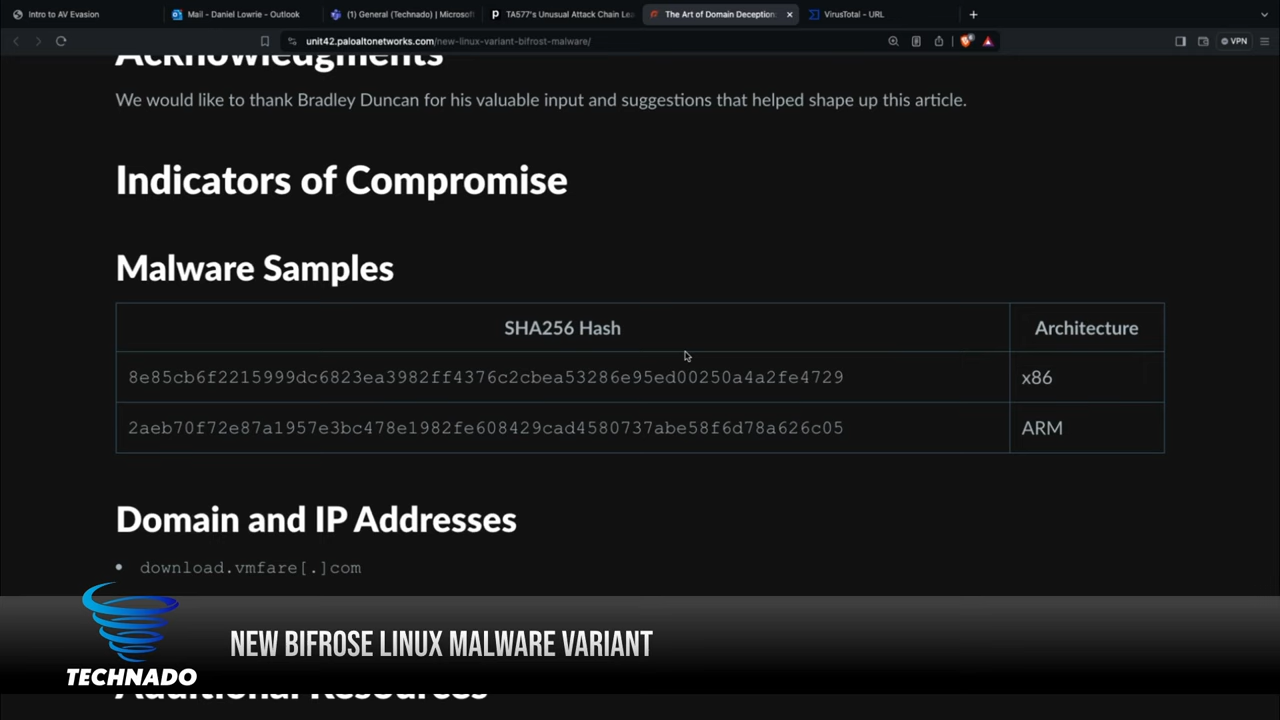 Intro to AV Evasion
Mail - Daniel Lowrie - Outlook
(1) General (Technado) | Microsof
TA577's Unusual Attack Chain Lea
The Art of Domain Deception:
VirusTotal - URL
unit42.paloaltonetworks.com/new-linux-variant-bifrost-malware/
VPN
Acknowledgments
We would like to thank Bradley Duncan for his valuable input and suggestions that helped shape up this article.
Indicators of Compromise
Malware Samples
SHA256 Hash Architecture
8e85cb6f2215999dc6823ea3982ff4376c2cbea53286e95ed00250a4a2fe4729 x86
2aeb70f72e87a1957e3bc478e1982fe608429cad4580737abe58f6d78a626c05 ARM
Domain and IP Addresses
download.vmfare[.]com
NEW BIFROSE LINUX MALWARE VARIANT
TECHNADO
Additional Resources